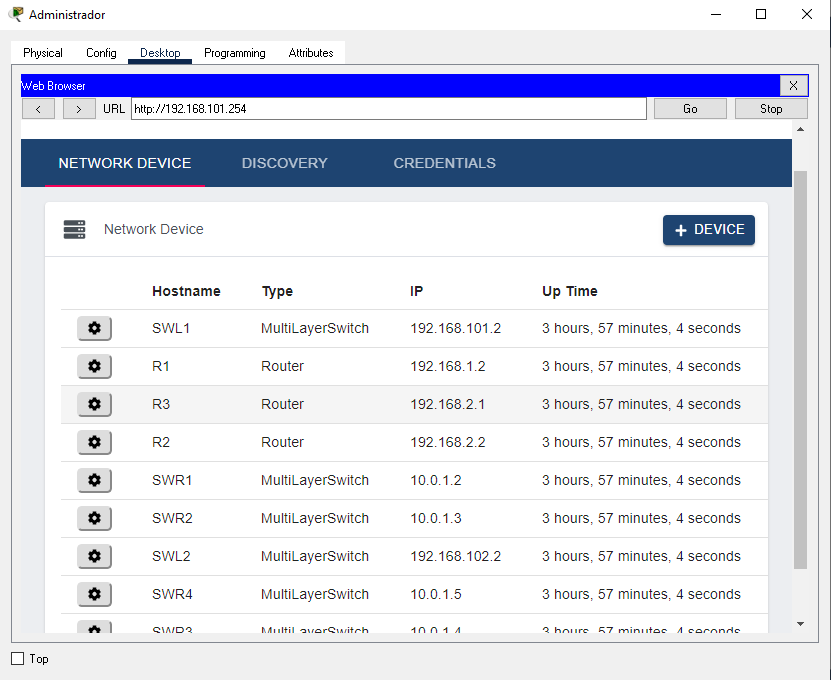 Administrador
Physical Config Desktop Programming Attributes
Web Browser X
< > URL http://192.168.101.254 Go Stop
NETWORK DEVICE DISCOVERY CREDENTIALS
Network Device + DEVICE
Hostname Type IP Up Time
SWL1 MultiLayerSwitch 192.168.101.2 3 hours, 57 minutes, 4 seconds
R1 Router 192.168.1.2 3 hours, 57 minutes, 4 seconds
R3 Router 192.168.2.1 3 hours, 57 minutes, 4 seconds
R2 Router 192.168.2.2 3 hours, 57 minutes, 4 seconds
SWR1 MultiLayerSwitch 10.0.1.2 3 hours, 57 minutes, 4 seconds
SWR2 MultiLayerSwitch 10.0.1.3 3 hours, 57 minutes, 4 seconds
SWL2 MultiLayerSwitch 192.168.102.2 3 hours, 57 minutes, 4 seconds
SWR4 MultiLayerSwitch 10.0.1.5 3 hours, 57 minutes, 4 seconds
SWR3 MultiLayerSwitch 10.0.1.4 3 hours, 57 minutes, 4 seconds
Top